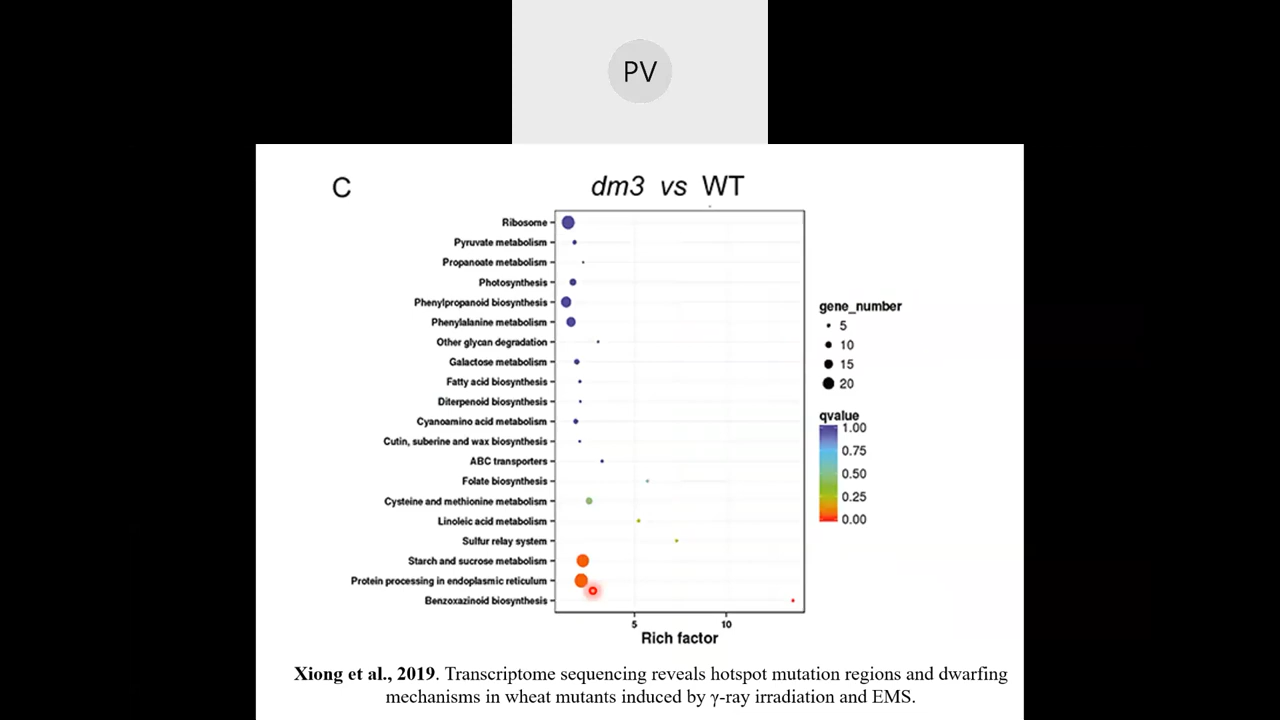 PV
C
dm3 vs WT
Ribosome
Pyruvate metabolism
Propanoate metabolism
Photosynthesis
Phenylpropanoid biosynthesis
Phenylalanine metabolism
Other glycan degradation
Galactose metabolism
Fatty acid biosynthesis
Diterpenoid biosynthesis
Cyanoamino acid metabolism
Cutin, suberine and wax biosynthesis
ABC transporters
Folate biosynthesis
Cysteine and methionine metabolism
Linoleic acid metabolism
Sulfur relay system
Starch and sucrose metabolism
Protein processing in endoplasmic reticulum
Benzoxazinoid biosynthesis
5 10
Rich factor
gene_number
5
10
15
20
qvalue
1.00
0.75
0.50
0.25
0.00
Xiong et al., 2019. Transcriptome sequencing reveals hotspot mutation regions and dwarfing
mechanisms in wheat mutants induced by γ-ray irradiation and EMS.